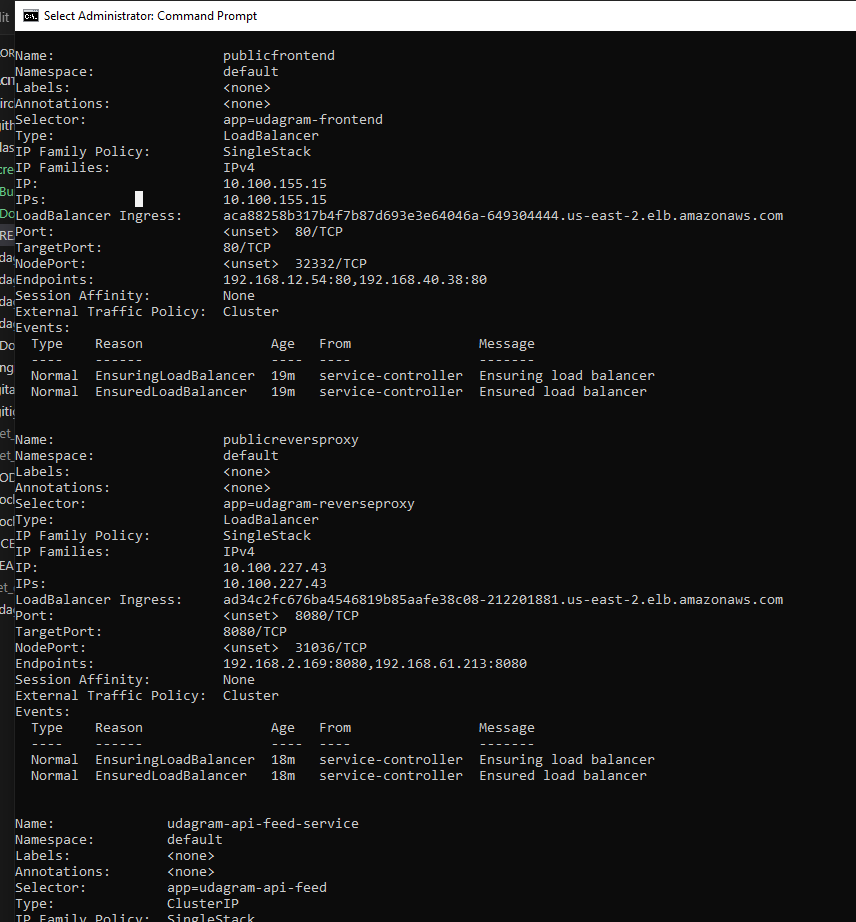 Select Administrator: Command Prompt
Name: publicfrontend
Namespace: default
Labels: <none>
Annotations: <none>
Selector: app=udagram-frontend
Type: LoadBalancer
IP Family Policy: SingleStack
IP Families: IPv4
IP: 10.100.155.15
IPs: 10.100.155.15
LoadBalancer Ingress: aca88258b317b4f7b87d693e3e64046a-649304444.us-east-2.elb.amazonaws.com
Port: <unset> 80/TCP
TargetPort: 80/TCP
NodePort: <unset> 32332/TCP
Endpoints: 192.168.12.54:80,192.168.40.38:80
Session Affinity: None
External Traffic Policy: Cluster
Events:
Type Reason Age From Message
---- ------ ---- ---- -------
Normal EnsuringLoadBalancer 19m service-controller Ensuring load balancer
Normal EnsuredLoadBalancer 19m service-controller Ensured load balancer
Name: publicreversproxy
Namespace: default
Labels: <none>
Annotations: <none>
Selector: app=udagram-reverseproxy
Type: LoadBalancer
IP Family Policy: SingleStack
IP Families: IPv4
IP: 10.100.227.43
IPs: 10.100.227.43
LoadBalancer Ingress: ad34c2fc676ba4546819b85aafe38c08-212201881.us-east-2.elb.amazonaws.com
Port: <unset> 8080/TCP
TargetPort: 8080/TCP
NodePort: <unset> 31036/TCP
Endpoints: 192.168.2.169:8080,192.168.61.213:8080
Session Affinity: None
External Traffic Policy: Cluster
Events:
Type Reason Age From Message
---- ------ ---- ---- -------
Normal EnsuringLoadBalancer 18m service-controller Ensuring load balancer
Normal EnsuredLoadBalancer 18m service-controller Ensured load balancer
Name: udagram-api-feed-service
Namespace: default
Labels: <none>
Annotations: <none>
Selector: app=udagram-api-feed
Type: ClusterIP
IP Family Policy: SingleStack